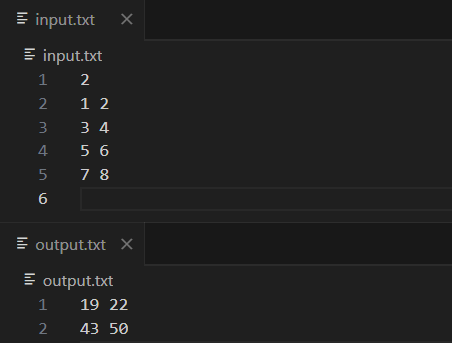 input.txt
input.txt
1 2
2 1 2
3 3 4
4 5 6
5 7 8
6
output.txt
output.txt
1 19 22
2 43 50